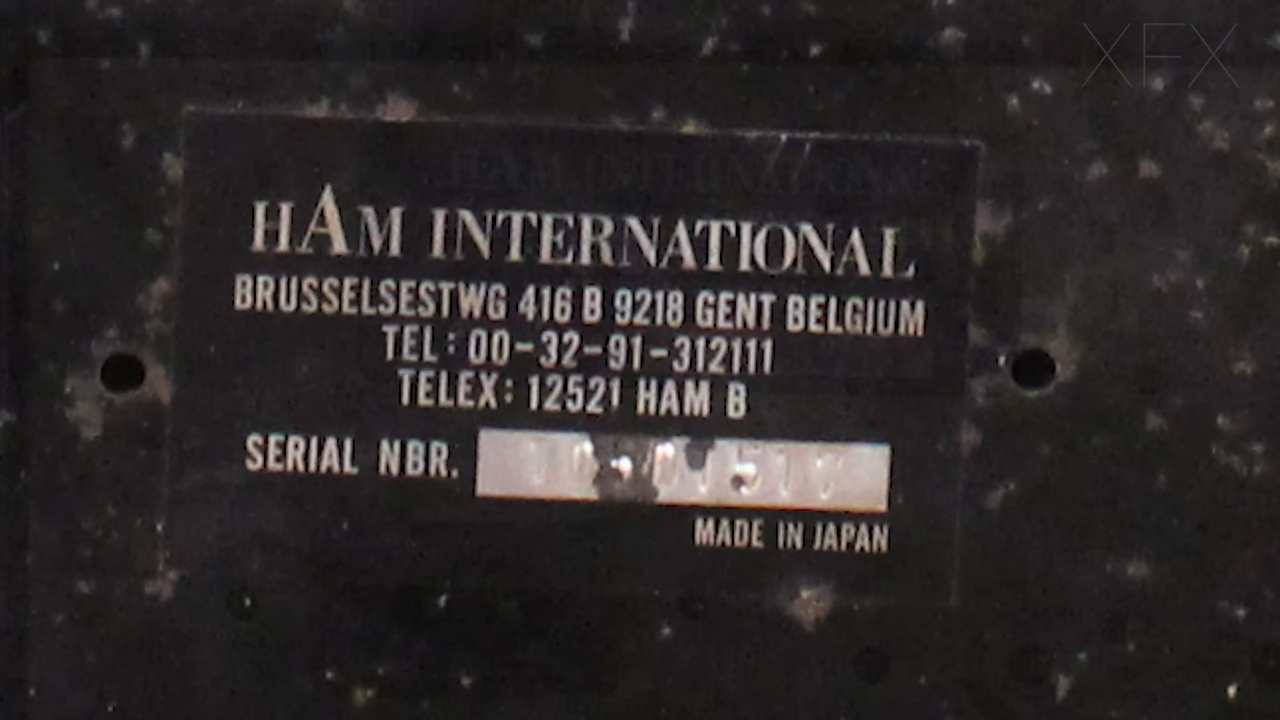 XFX
HAM INTERNATIONAL
BRUSSELSESTWG 416 B 9218 GENT BELGIUM
TEL: 00-32-91-312111
TELEX: 12521 HAM B
SERIAL NBR.
MADE IN JAPAN